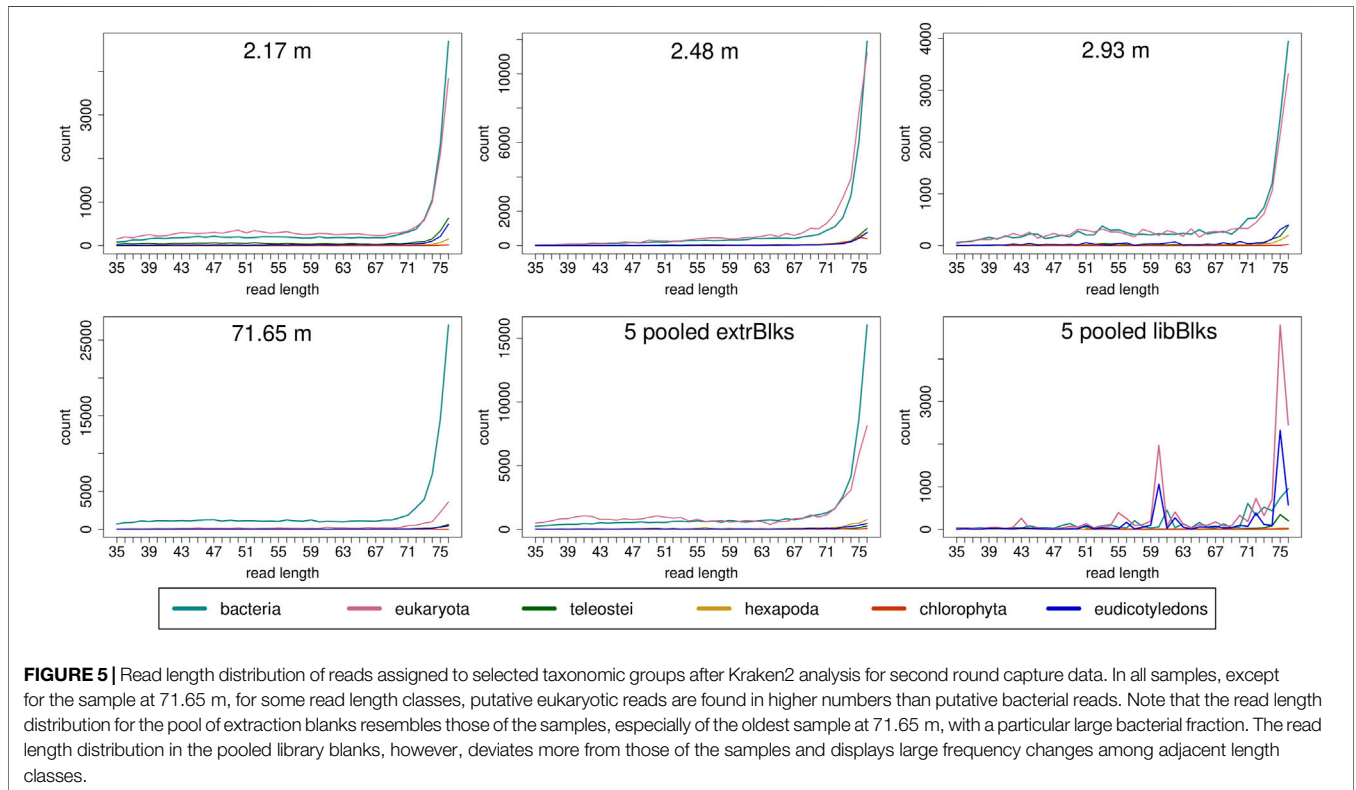 2.17 m
count
3000
1000
0
35 39 43 47 51 55 59 63 67 71 75
read length
2.48 m
count
10000
6000
2000
0
35 39 43 47 51 55 59 63 67 71 75
read length
2.93 m
count
4000
3000
2000
1000
0
35 39 43 47 51 55 59 63 67 71 75
read length
71.65 m
count
25000
15000
5000
0
35 39 43 47 51 55 59 63 67 71 75
read length
5 pooled extrBlks
count
15000
10000
5000
0
35 39 43 47 51 55 59 63 67 71 75
read length
5 pooled libBlks
count
3000
1000
0
35 39 43 47 51 55 59 63 67 71 75
read length
bacteria eukaryota teleostei hexapoda chlorophyta eudicotyledons
FIGURE 5 | Read length distribution of reads assigned to selected taxonomic groups after Kraken2 analysis for second round capture data. In all samples, except
for the sample at 71.65 m, for some read length classes, putative eukaryotic reads are found in higher numbers than putative bacterial reads. Note that the read length
distribution for the pool of extraction blanks resembles those of the samples, especially of the oldest sample at 71.65 m, with a particular large bacterial fraction. The read
length distribution in the pooled library blanks, however, deviates more from those of the samples and displays large frequency changes among adjacent length
classes.